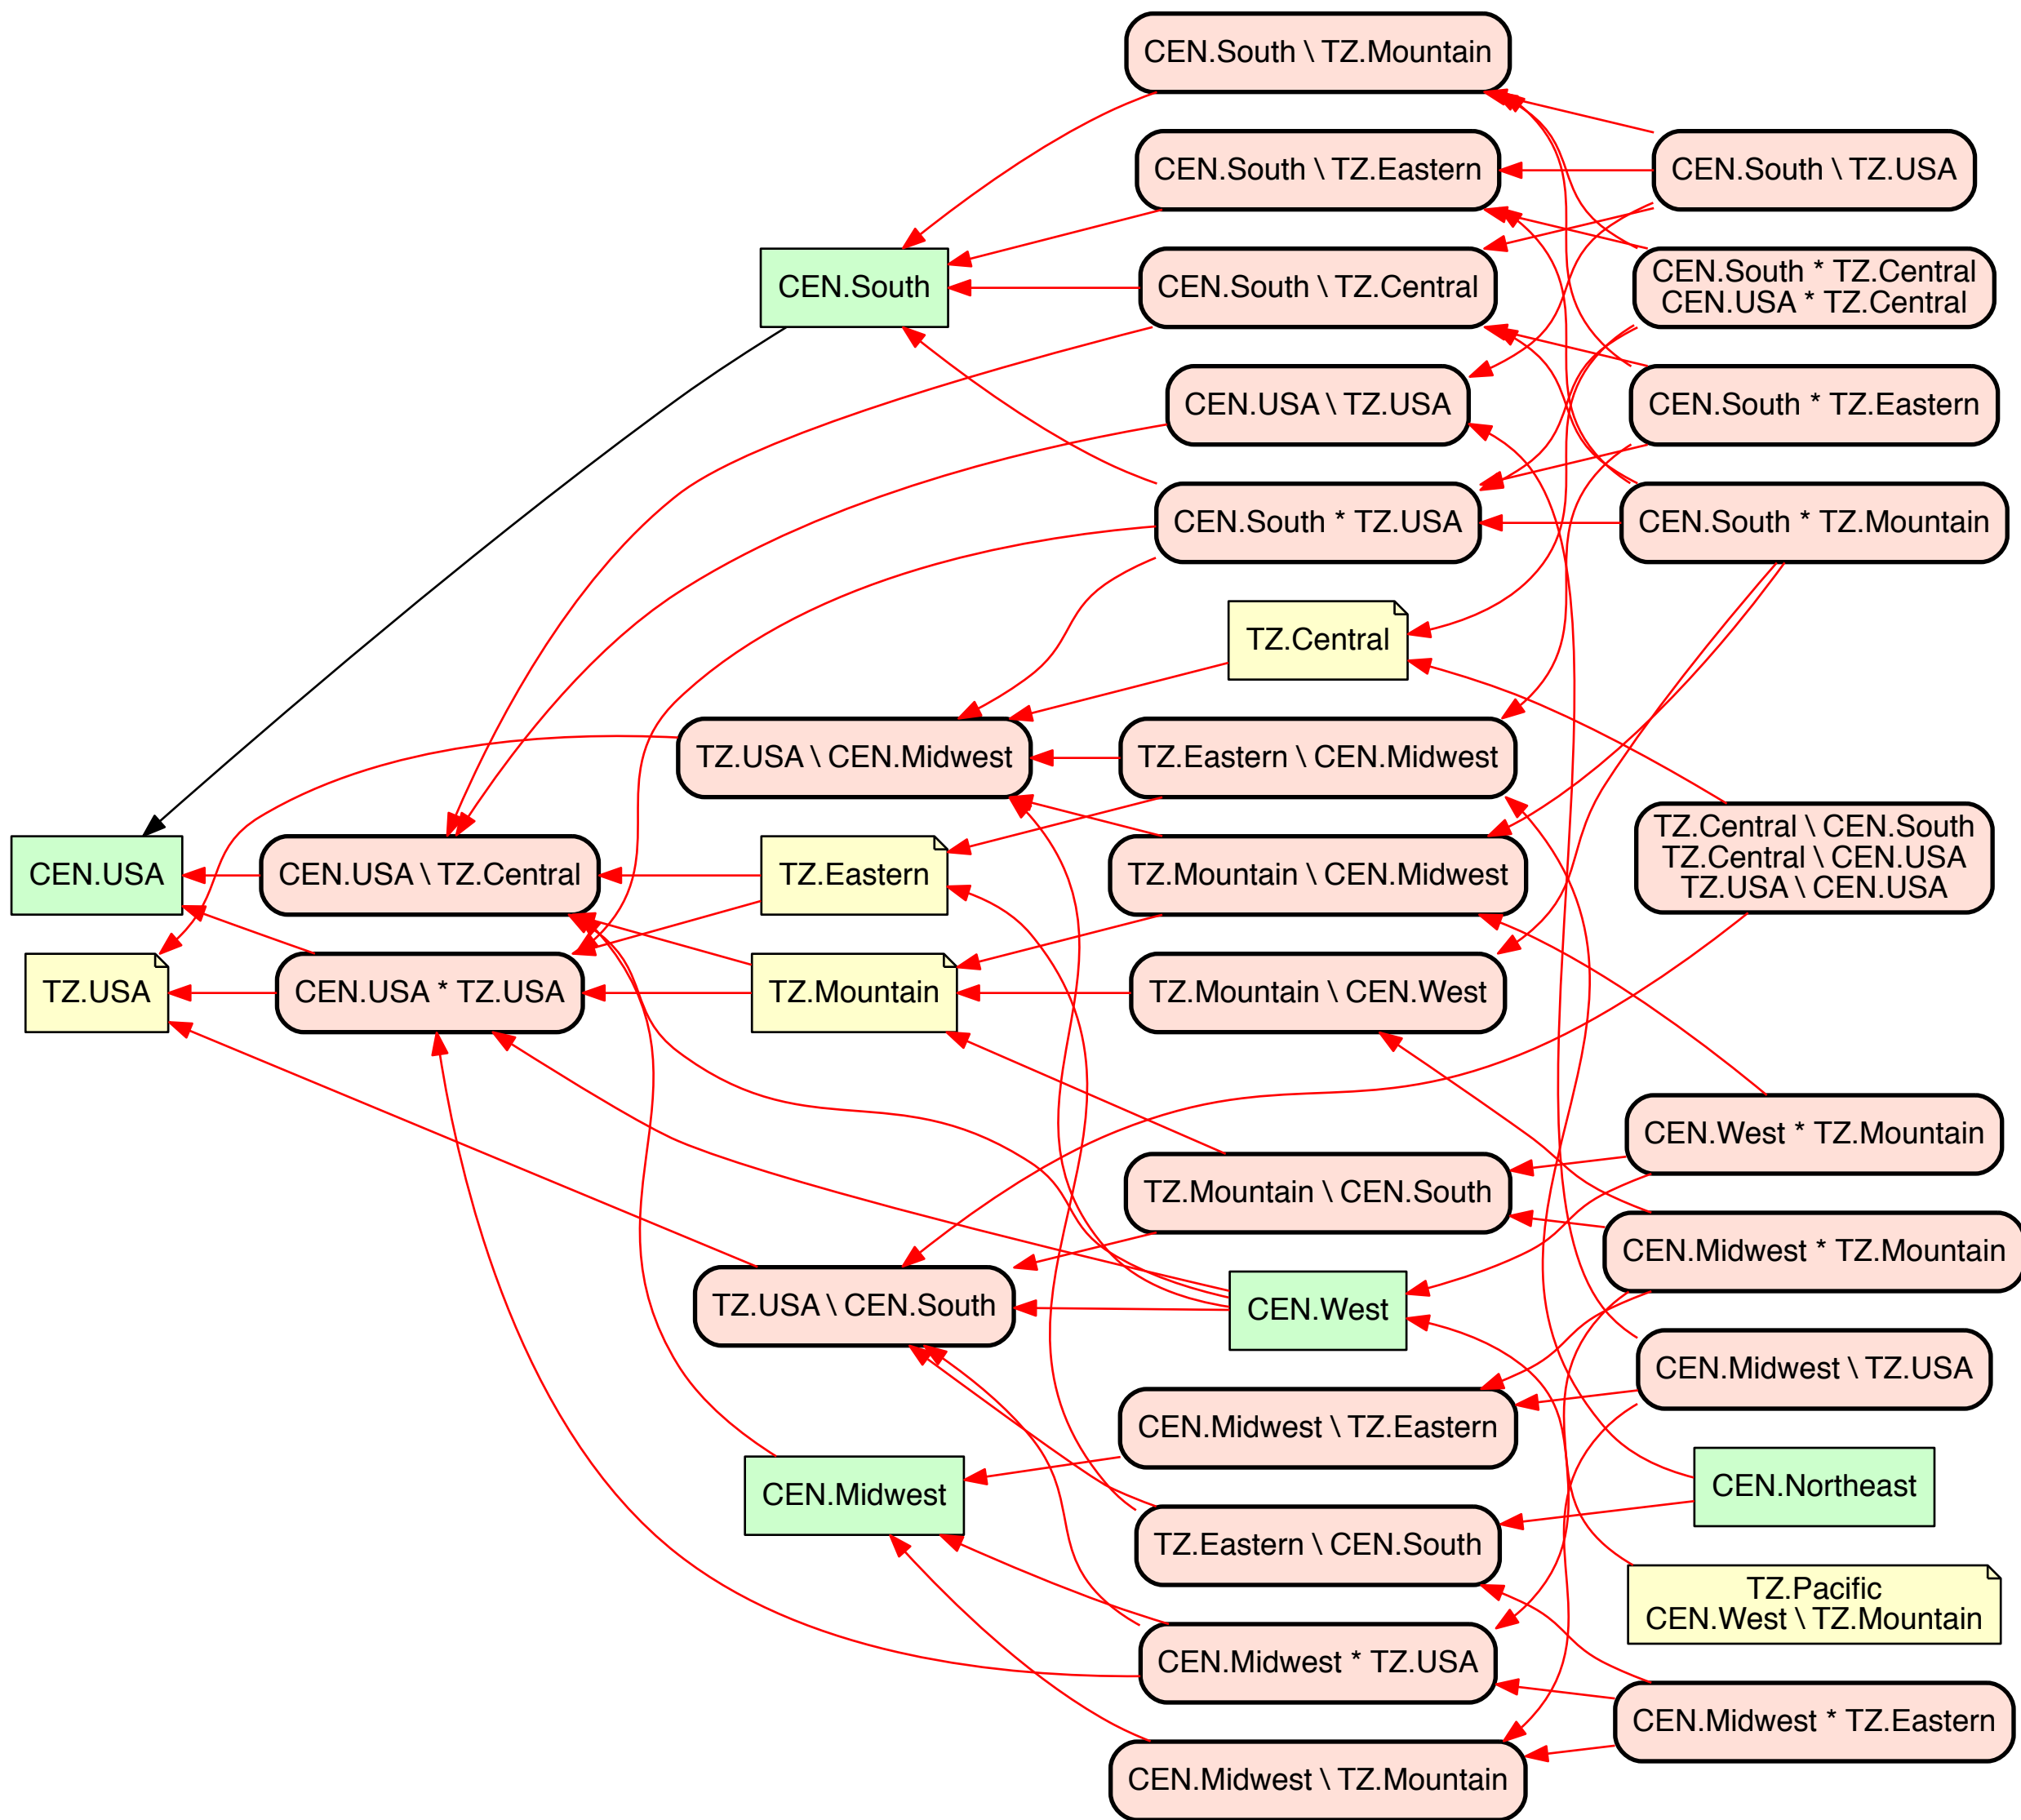 CEN.South \ TZ.Mountain
CEN.South \ TZ.Eastern
CEN.South \ TZ.USA
CEN.South
CEN.South \ TZ.Central
CEN.South * TZ.Central
CEN.USA * TZ.Central
CEN.USA \ TZ.USA
CEN.South * TZ.Eastern
CEN.South * TZ.USA
CEN.South * TZ.Mountain
TZ.Central
TZ.USA \ CEN.Midwest
TZ.Eastern \ CEN.Midwest
TZ.Central \ CEN.South
TZ.Central \ CEN.USA
TZ.USA \ CEN.USA
CEN.USA
CEN.USA \ TZ.Central
TZ.Eastern
TZ.Mountain \ CEN.Midwest
TZ.USA
CEN.USA * TZ.USA
TZ.Mountain
TZ.Mountain \ CEN.West
CEN.West * TZ.Mountain
TZ.Mountain \ CEN.South
CEN.Midwest * TZ.Mountain
TZ.USA \ CEN.South
CEN.West
CEN.Midwest \ TZ.USA
CEN.Midwest \ TZ.Eastern
CEN.Midwest
CEN.Northeast
TZ.Eastern \ CEN.South
TZ.Pacific
CEN.West \ TZ.Mountain
CEN.Midwest * TZ.USA
CEN.Midwest * TZ.Eastern
CEN.Midwest \ TZ.Mountain